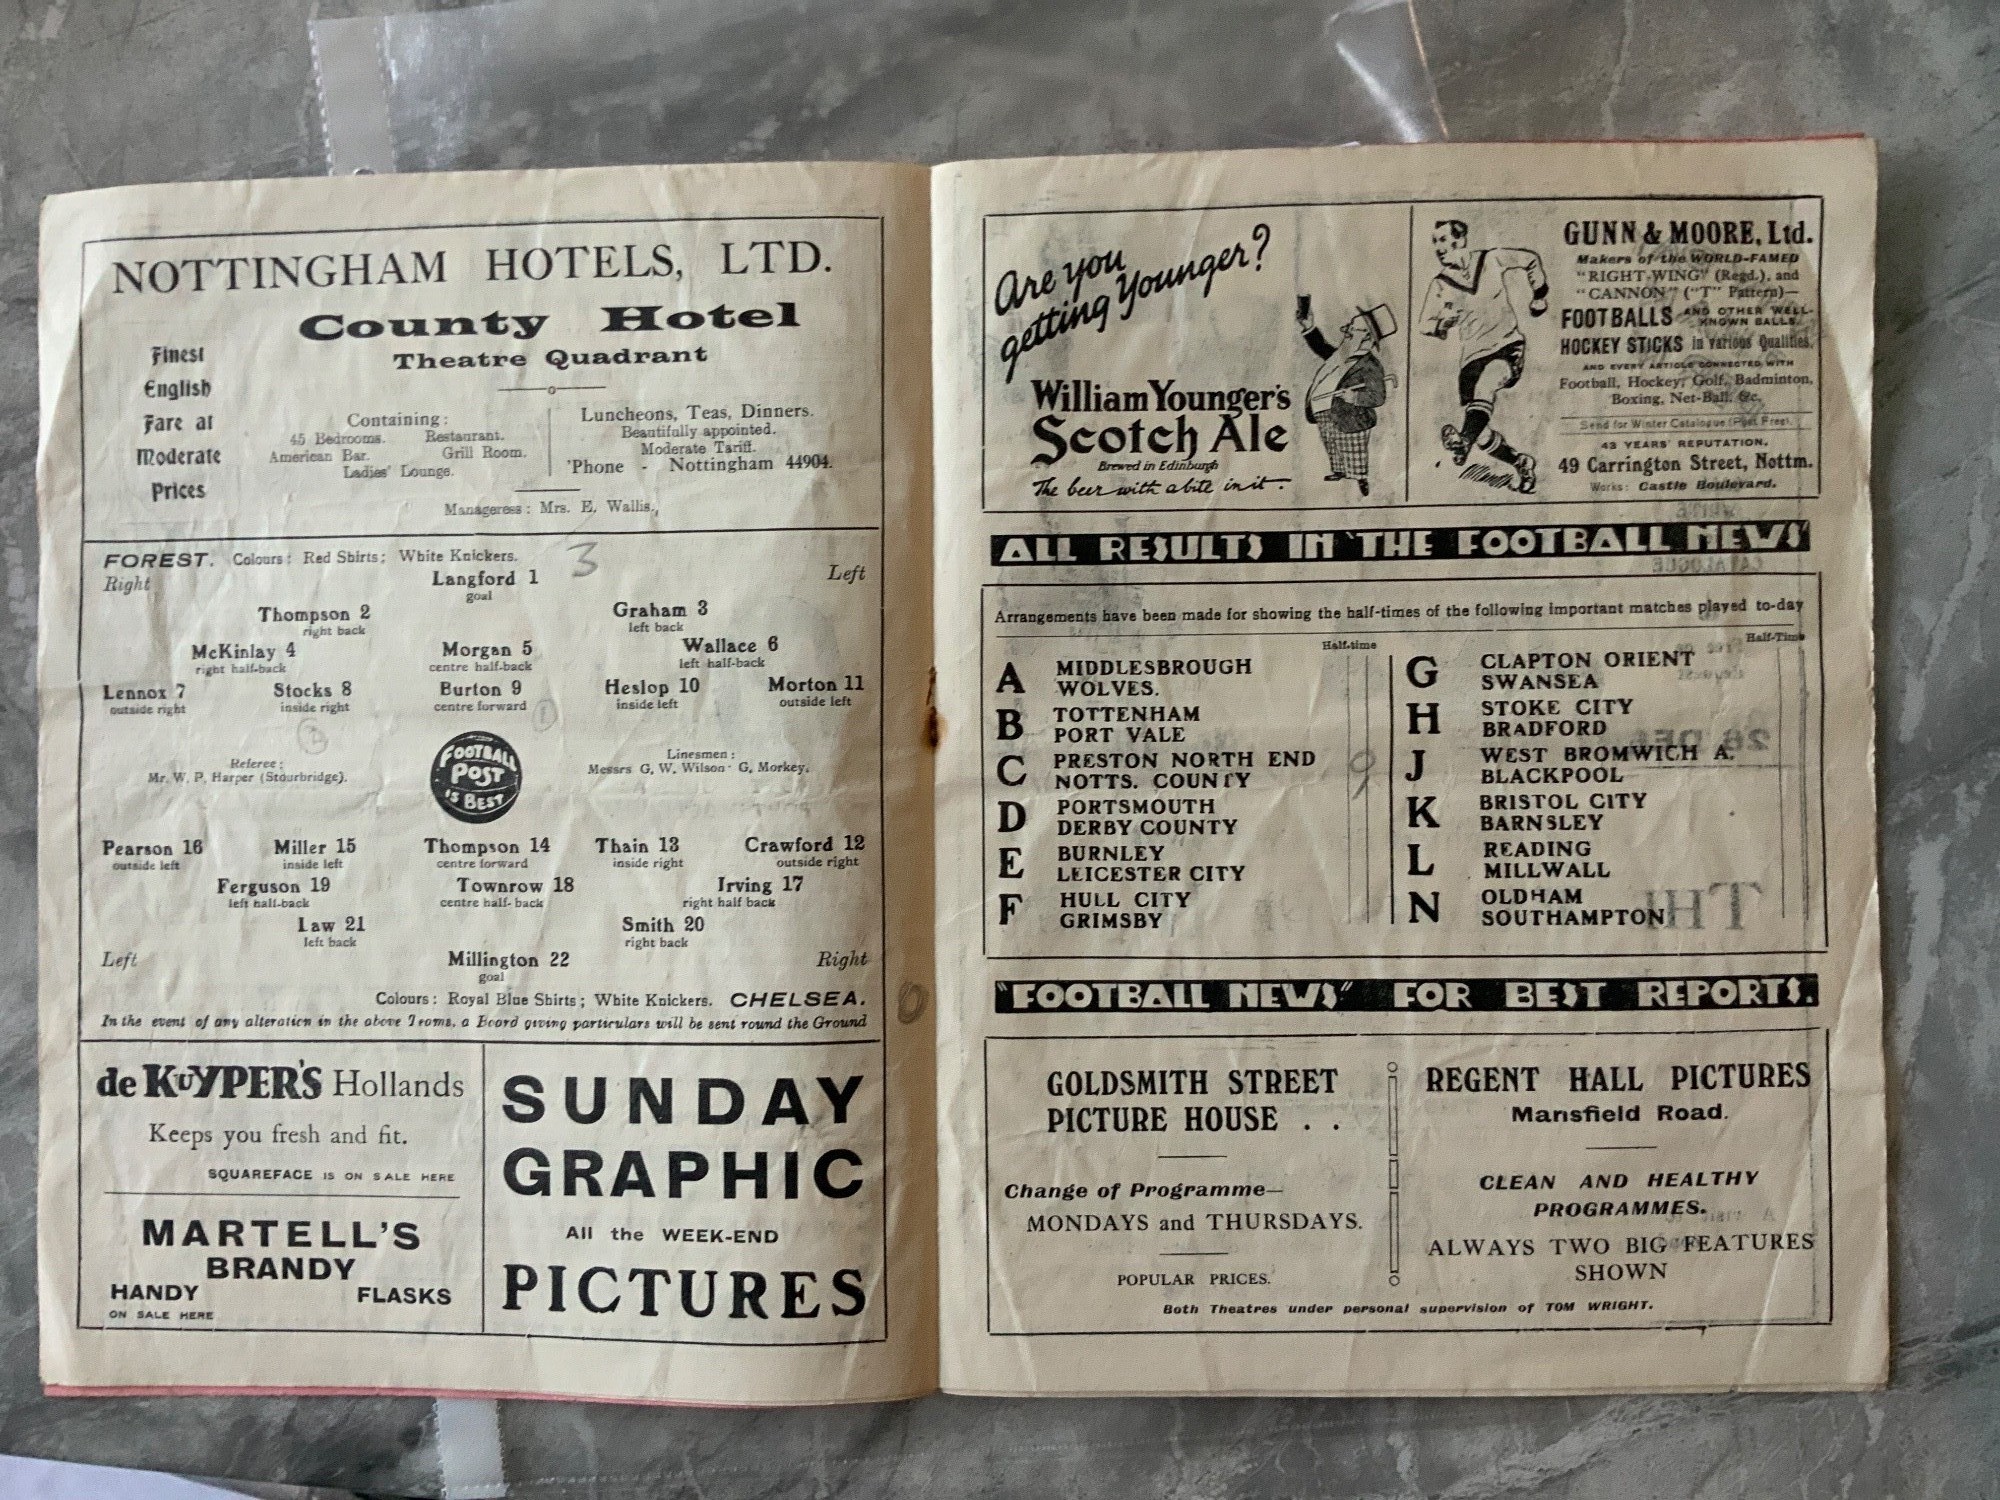 NOTTINGHAM HOTELS, LTD.
County Hotel
Theatre Quadrant
Finest
English
Fare at
Moderate
Prices
Containing:
45 Bedrooms. Restaurant.
American Bar. Grill Room.
Ladies' Lounge.
Luncheons, Teas, Dinners.
Beautifully appointed.
Moderate Tariff.
'Phone - Nottingham 44904.
Manageress: Mrs. E. Wallis.
FOREST. Colours: Red Shirts; White Knickers. 3
Right Langford 1 Left
goal
Thompson 2 Graham 3
right back left back
McKinlay 4 Morgan 5 Wallace 6
right half-back centre half-back left half-back
Lennox 7 Stocks 8 Burton 9 Heslop 10 Morton 11
outside right inside right centre forward inside left outside left
Referee:
Mr. W. P. Harper (Stourbridge).
FOOTBALL
POST
IS BEST
Linesmen:
Messrs G. W. Wilson G. Morkey.
Pearson 16 Miller 15 Thompson 14 Thain 13 Crawford 12
outside left inside left centre forward inside right outside right
Ferguson 19 Townrow 18 Irving 17
left half-back centre half-back right half back
Law 21 Smith 20
left back right back
Left Millington 22 Right
goal
Colours: Royal Blue Shirts; White Knickers. CHELSEA. 0
In the event of any alteration in the above Teams, a Board giving particulars will be sent round the Ground
de KUYPER'S Hollands
Keeps you fresh and fit.
SQUAREFACE IS ON SALE HERE
MARTELL'S
BRANDY
HANDY FLASKS
ON SALE HERE
SUNDAY
GRAPHIC
All the WEEK-END
PICTURES
Are you
getting Younger?
William Younger's
Scotch Ale
Brewed in Edinburgh
The beer with a bite in it.
GUNN & MOORE, Ltd.
Makers of the WORLD-FAMED
"RIGHT-WING" (Regd.), and
"CANNON" ("T" Pattern)—
FOOTBALLS AND OTHER WELL-
KNOWN BALLS.
HOCKEY STICKS in various Qualities,
AND EVERY ARTICLE CONNECTED WITH
Football, Hockey, Golf, Badminton,
Boxing, Net-Ball, &c.
Send for Winter Catalogue (Post Free).
43 YEARS' REPUTATION.
49 Carrington Street, Nottm.
Works: Castle Boulevard.
ALL RESULTS IN THE FOOTBALL NEWS
Arrangements have been made for showing the half-times of the following important matches played to-day
Half-time Half-Time
A MIDDLESBROUGH
WOLVES.
B TOTTENHAM
PORT VALE
C PRESTON NORTH END
NOTTS. COUNTY
D PORTSMOUTH
DERBY COUNTY
E BURNLEY
LEICESTER CITY
F HULL CITY
GRIMSBY
G CLAPTON ORIENT
SWANSEA
H STOKE CITY
BRADFORD
J WEST BROMWICH A.
BLACKPOOL
K BRISTOL CITY
BARNSLEY
L READING
MILLWALL
N OLDHAM
SOUTHAMPTON
"FOOTBALL NEWS" FOR BEST REPORTS.
GOLDSMITH STREET
PICTURE HOUSE . .
Change of Programme—
MONDAYS and THURSDAYS.
POPULAR PRICES.
REGENT HALL PICTURES
Mansfield Road.
CLEAN AND HEALTHY
PROGRAMMES.
ALWAYS TWO BIG FEATURES
SHOWN
Both Theatres under personal supervision of TOM WRIGHT.